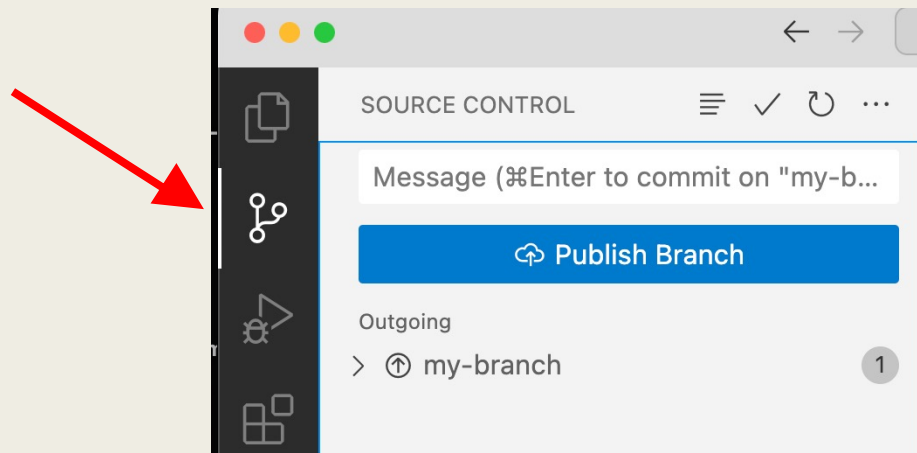 SOURCE CONTROL
Message (⌘Enter to commit on "my-b...
Publish Branch
Outgoing
my-branch 1